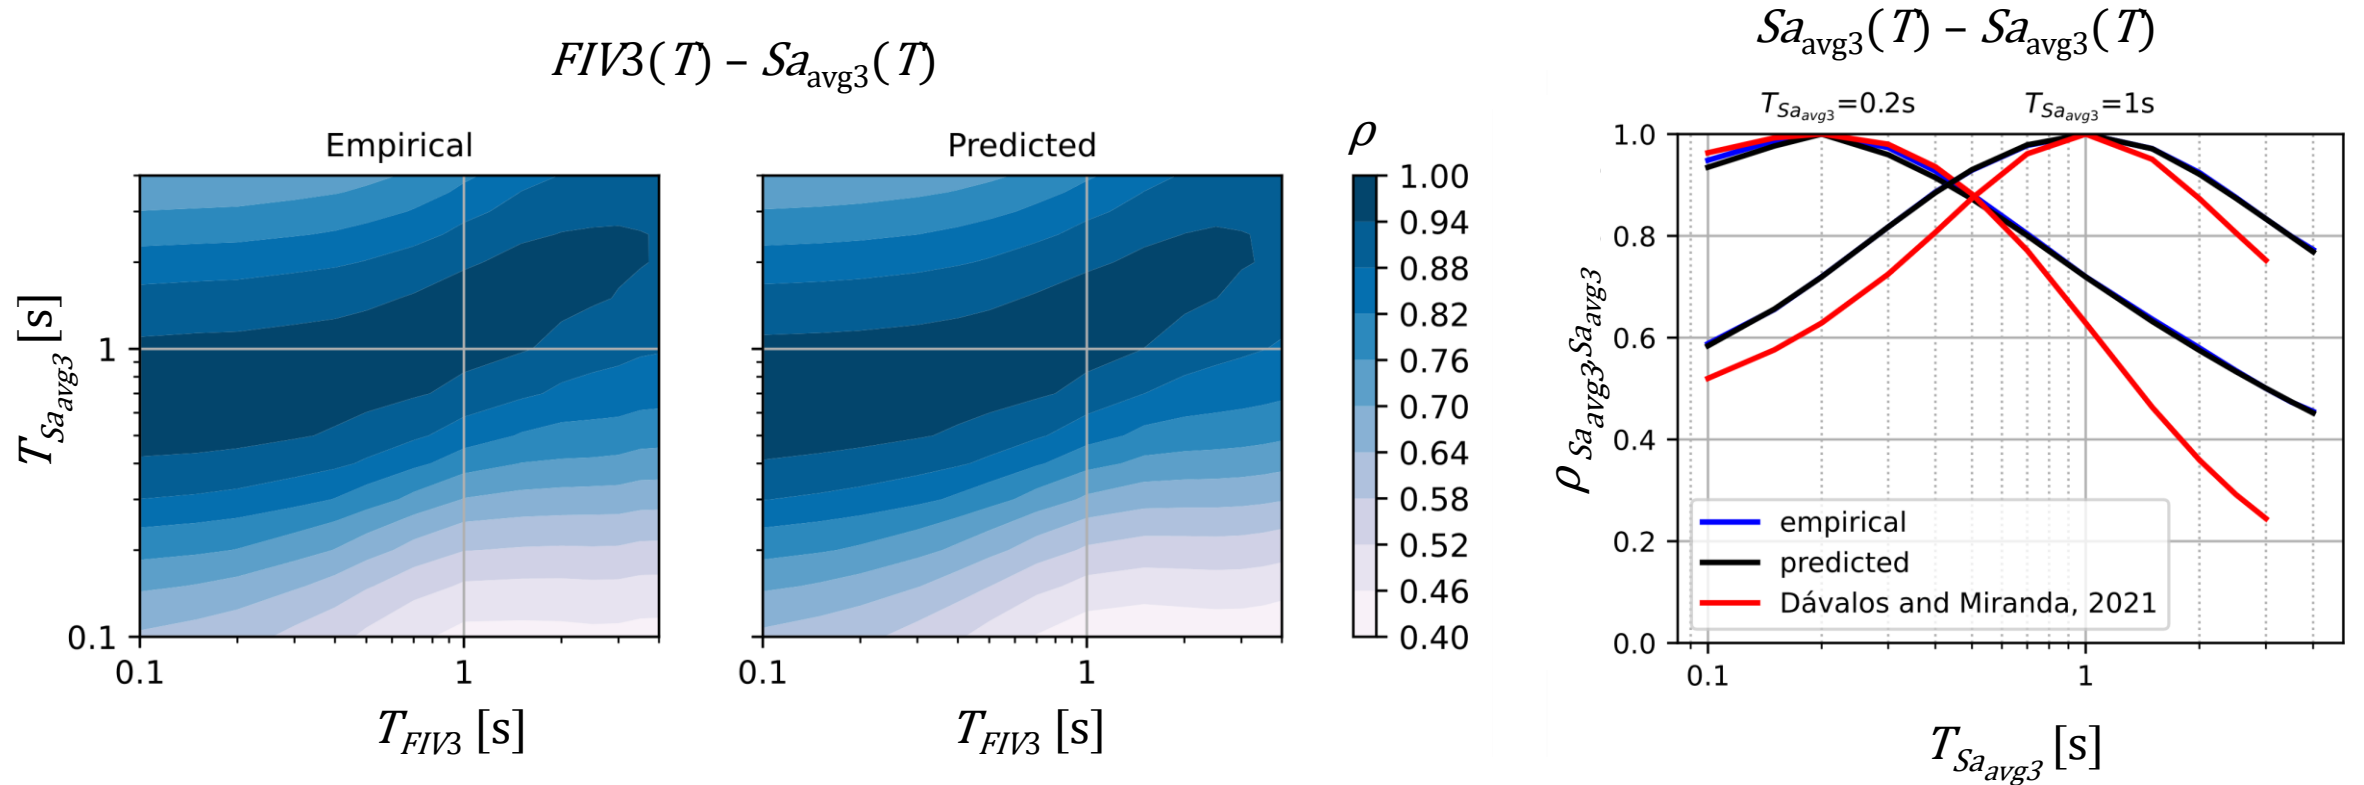 FIV3(T) – Sa_avg3(T)
Empirical
Predicted
ρ
1.00
0.94
0.88
0.82
0.76
0.70
0.64
0.58
0.52
0.46
0.40
T_Sa_avg3 [s]
1
0.1
0.1
1
0.1
1
T_FIV3 [s]
T_FIV3 [s]
Sa_avg3(T) – Sa_avg3(T)
T_Sa_avg3=0.2s
T_Sa_avg3=1s
ρ Sa_avg3,Sa_avg3
1.0
0.8
0.6
0.4
0.2
0.0
empirical
predicted
Dávalos and Miranda, 2021
0.1
1
T_Sa_avg3 [s]